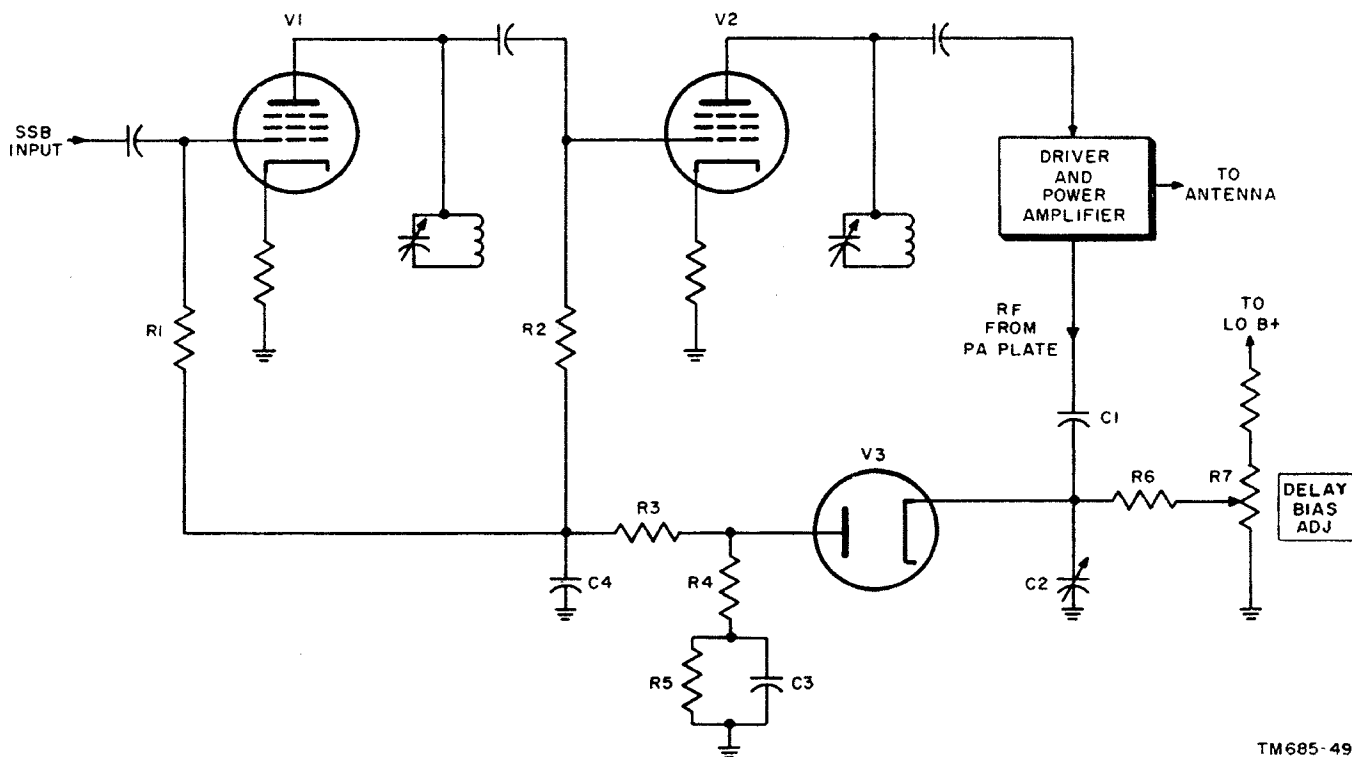 V1
V2
SSB
INPUT
DRIVER
AND
POWER
AMPLIFIER
TO
ANTENNA
R1
R2
RF
FROM
PA PLATE
TO
LO B+
C1
V3
R6
R7
DELAY
BIAS
ADJ
R3
C4
R4
C2
R5
C3
TM685-49